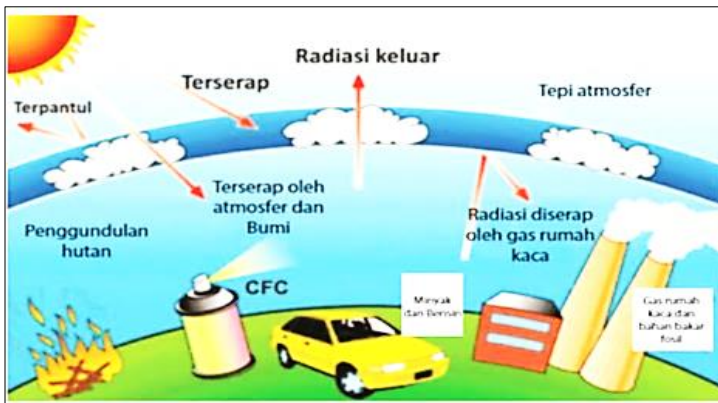 Radiasi keluar
Terserap
Tepi atmosfer
Terpantul
Terserap oleh
atmosfer dan
Bumi
Penggundulan
hutan
Radiasi diserap
oleh gas rumah
kaca
CFC
Minyak
dan Bensin
Gas rumah
kaca dan
bahan bakar
fosil